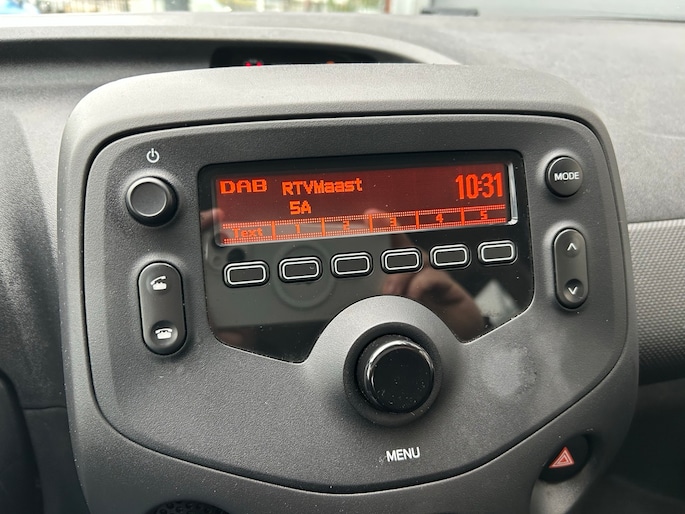 DAB RTVMaast 10:31
5A
Text 1 2 3 4 5
MODE
MENU